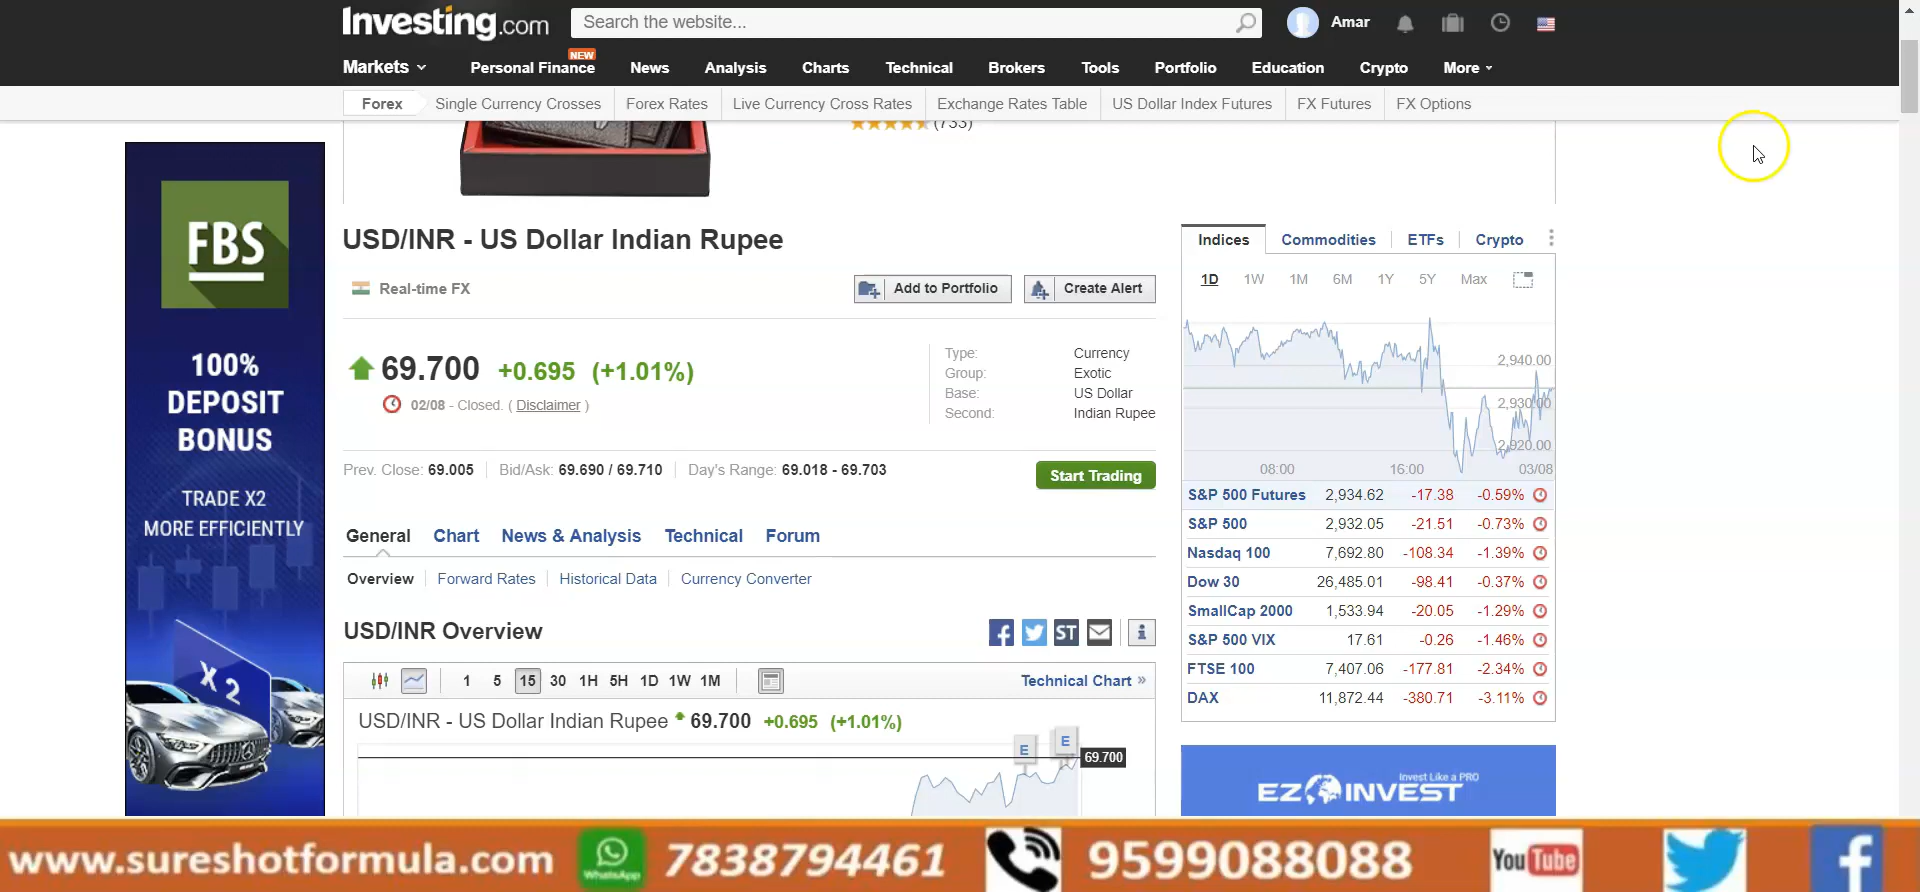 Investing.com
Search the website...
Amar
Markets
Personal Finance
NEW
News
Analysis
Charts
Technical
Brokers
Tools
Portfolio
Education
Crypto
More
Forex
Single Currency Crosses
Forex Rates
Live Currency Cross Rates
Exchange Rates Table
US Dollar Index Futures
FX Futures
FX Options
(733)
FBS
100%
DEPOSIT
BONUS
TRADE X2
MORE EFFICIENTLY
X 2
USD/INR - US Dollar Indian Rupee
Real-time FX
Add to Portfolio
Create Alert
69.700 +0.695 (+1.01%)
02/08 - Closed. ( Disclaimer )
Type: Currency
Group: Exotic
Base: US Dollar
Second: Indian Rupee
Prev. Close: 69.005
Bid/Ask: 69.690 / 69.710
Day's Range: 69.018 - 69.703
Start Trading
General
Chart
News & Analysis
Technical
Forum
Overview
Forward Rates
Historical Data
Currency Converter
USD/INR Overview
ST
i
1 5 15 30 1H 5H 1D 1W 1M
Technical Chart »
USD/INR - US Dollar Indian Rupee 69.700 +0.695 (+1.01%)
E
E
69.700
Indices
Commodities
ETFs
Crypto
1D 1W 1M 6M 1Y 5Y Max
2,940.00
2,930.00
2,920.00
08:00 16:00 03/08
S&P 500 Futures 2,934.62 -17.38 -0.59%
S&P 500 2,932.05 -21.51 -0.73%
Nasdaq 100 7,692.80 -108.34 -1.39%
Dow 30 26,485.01 -98.41 -0.37%
SmallCap 2000 1,533.94 -20.05 -1.29%
S&P 500 VIX 17.61 -0.26 -1.46%
FTSE 100 7,407.06 -177.81 -2.34%
DAX 11,872.44 -380.71 -3.11%
Invest Like a PRO
EZINVEST
www.sureshotformula.com
WhatsApp
7838794461
9599088088
YouTube